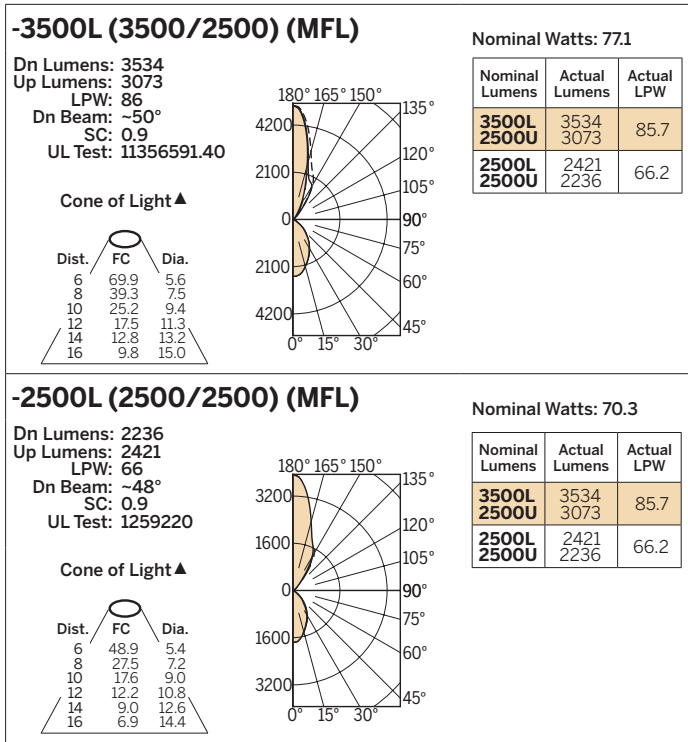 -3500L (3500/2500) (MFL)
Dn Lumens: 3534
Up Lumens: 3073
LPW: 86
Dn Beam: ~50°
SC: 0.9
UL Test: 11356591.40
Cone of Light▲
Dist. FC Dia.
6 69.9 5.6
8 39.3 7.5
10 25.2 9.4
12 17.5 11.3
14 12.8 13.2
16 9.8 15.0
180° 165° 150°
135°
4200
120°
2100
105°
0 90°
75°
2100
60°
4200
45°
0° 15° 30°
Nominal Watts: 77.1
Nominal Lumens Actual Lumens Actual LPW
3500L 3534
2500U 3073 85.7
2500L 2421
2500U 2236 66.2
-2500L (2500/2500) (MFL)
Dn Lumens: 2236
Up Lumens: 2421
LPW: 66
Dn Beam: ~48°
SC: 0.9
UL Test: 1259220
Cone of Light▲
Dist. FC Dia.
6 48.9 5.4
8 27.5 7.2
10 17.6 9.0
12 12.2 10.8
14 9.0 12.6
16 6.9 14.4
180° 165° 150°
135°
3200
120°
1600
105°
0 90°
75°
1600
60°
3200
45°
0° 15° 30°
Nominal Watts: 70.3
Nominal Lumens Actual Lumens Actual LPW
3500L 3534
2500U 3073 85.7
2500L 2421
2500U 2236 66.2